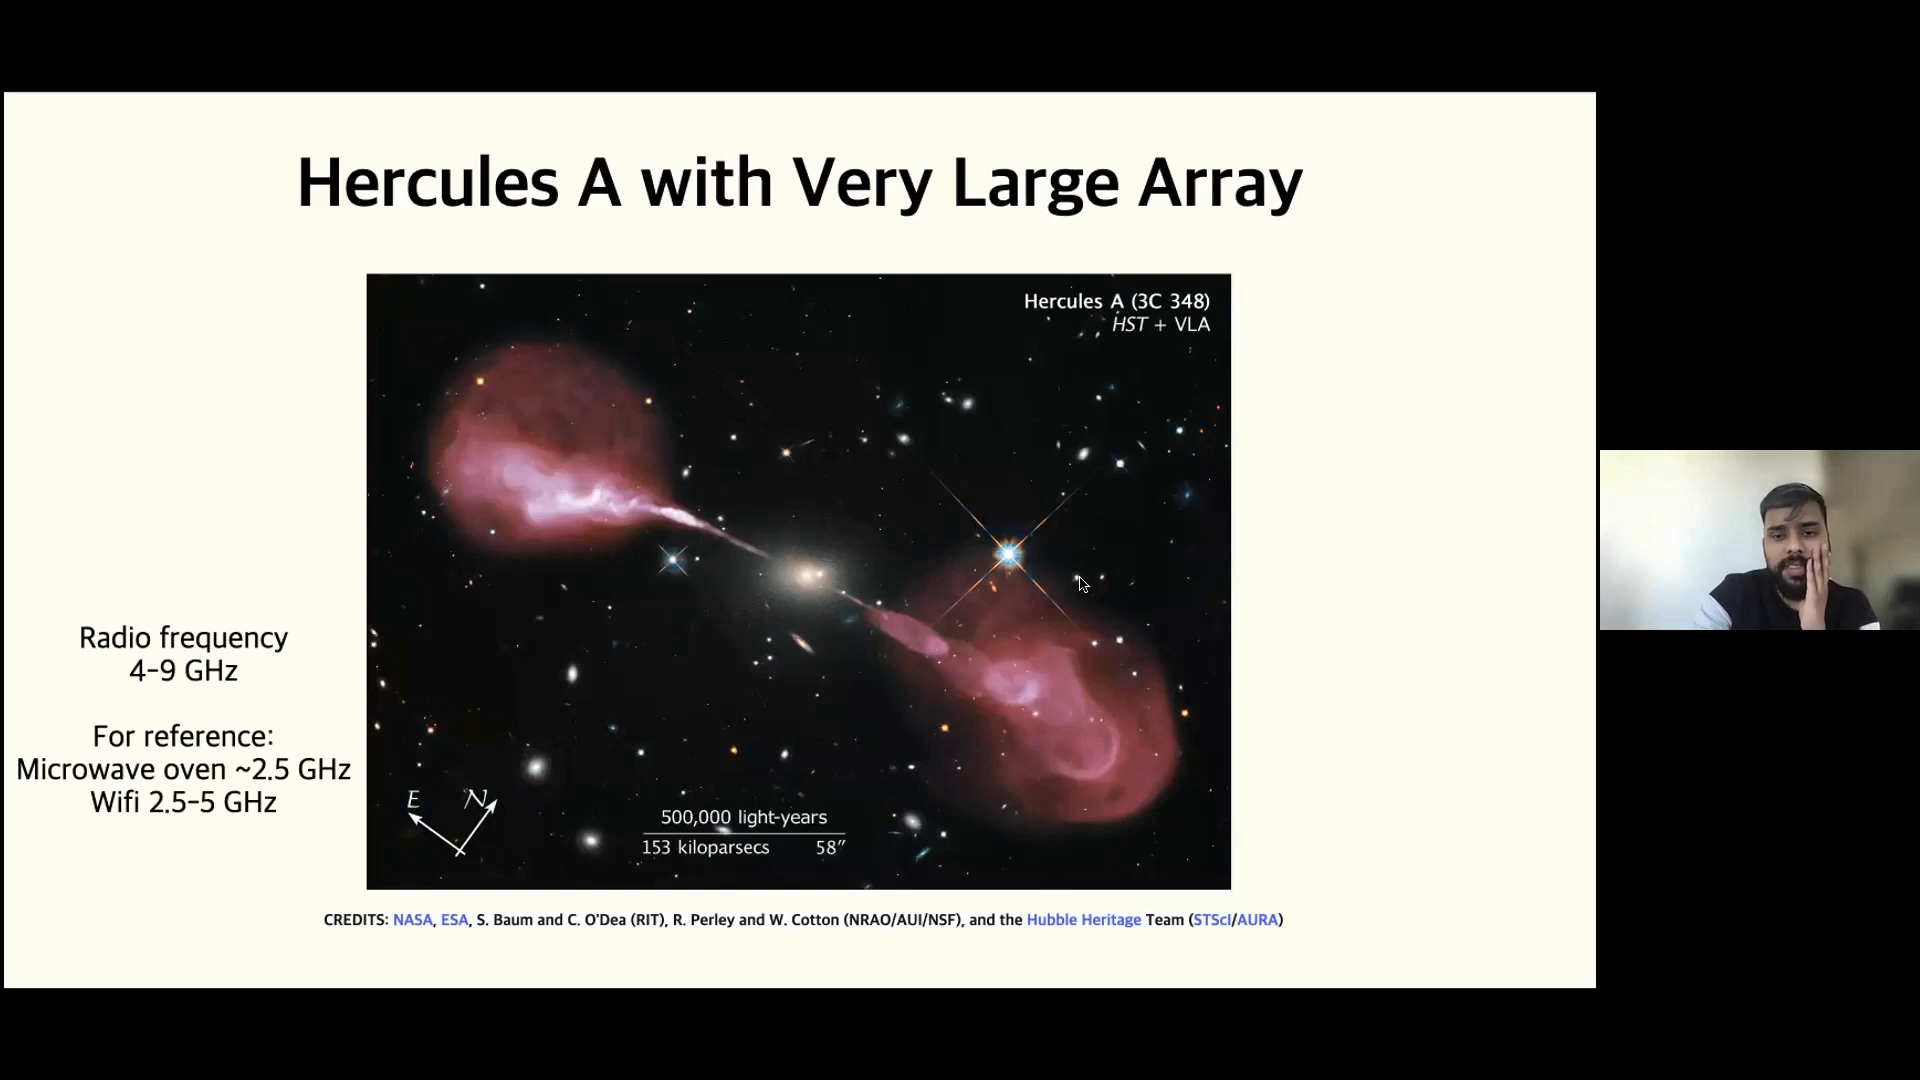 Hercules A with Very Large Array
Hercules A (3C 348)
HST + VLA
Radio frequency
4-9 GHz
For reference:
Microwave oven ~2.5 GHz
Wifi 2.5-5 GHz
E N
500,000 light-years
153 kiloparsecs 58″
CREDITS: NASA, ESA, S. Baum and C. O'Dea (RIT), R. Perley and W. Cotton (NRAO/AUI/NSF), and the Hubble Heritage Team (STScI/AURA)